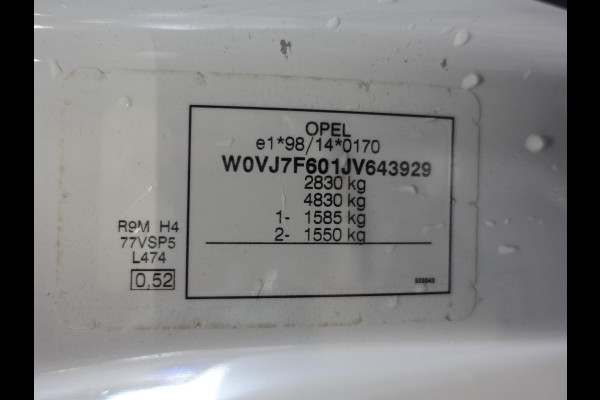 OPEL
e1*98/14*0170
W0VJ7F601JV643929
2830 kg
4830 kg
1- 1585 kg
2- 1550 kg
R9M H4
77VSP5
L474
0.52